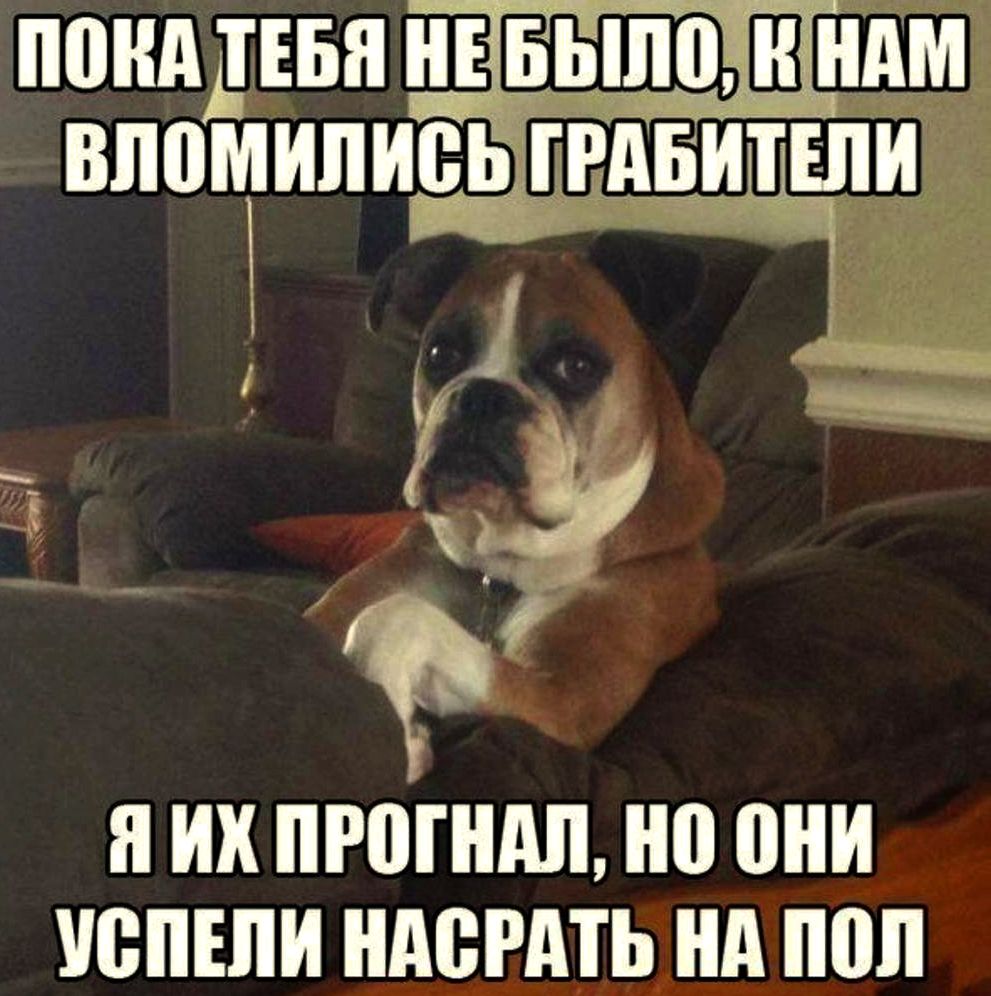 ПОКА ТЕБЯ НЕ БЫЛО, К НАМ
ВЛОМИЛИСЬ ГРАБИТЕЛИ
Я ИХ ПРОГНАЛ, НО ОНИ
УСПЕЛИ НАСРАТЬ НА ПОЛ